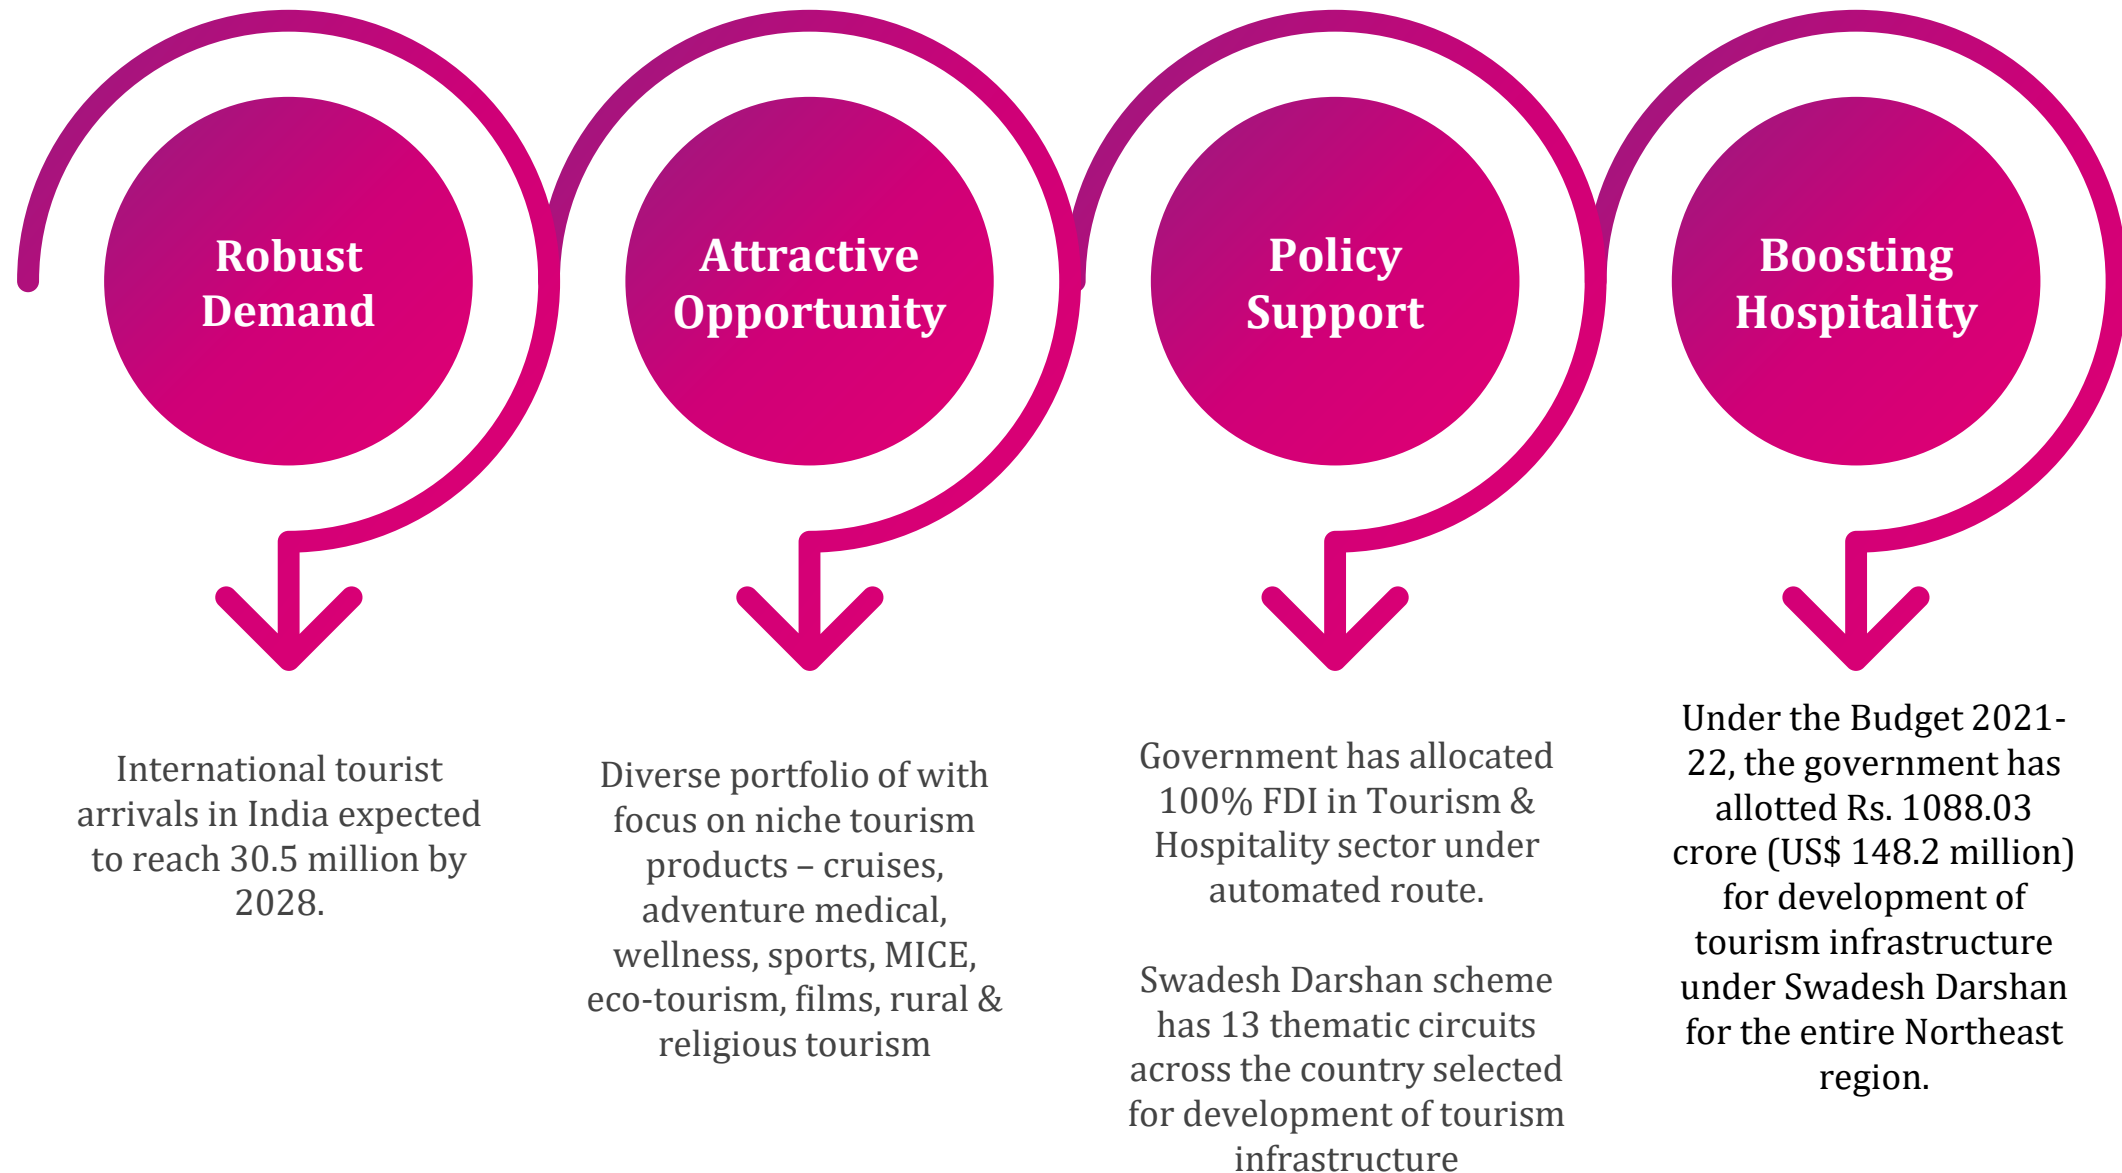 Robust
Demand
Attractive
Opportunity
Policy
Support
Boosting
Hospitality
International tourist
arrivals in India expected
to reach 30.5 million by
2028.
Diverse portfolio of with
focus on niche tourism
products – cruises,
adventure medical,
wellness, sports, MICE,
eco-tourism, films, rural &
religious tourism
Government has allocated
100% FDI in Tourism &
Hospitality sector under
automated route.
Swadesh Darshan scheme
has 13 thematic circuits
across the country selected
for development of tourism
infrastructure
Under the Budget 2021-
22, the government has
allotted Rs. 1088.03
crore (US$ 148.2 million)
for development of
tourism infrastructure
under Swadesh Darshan
for the entire Northeast
region.